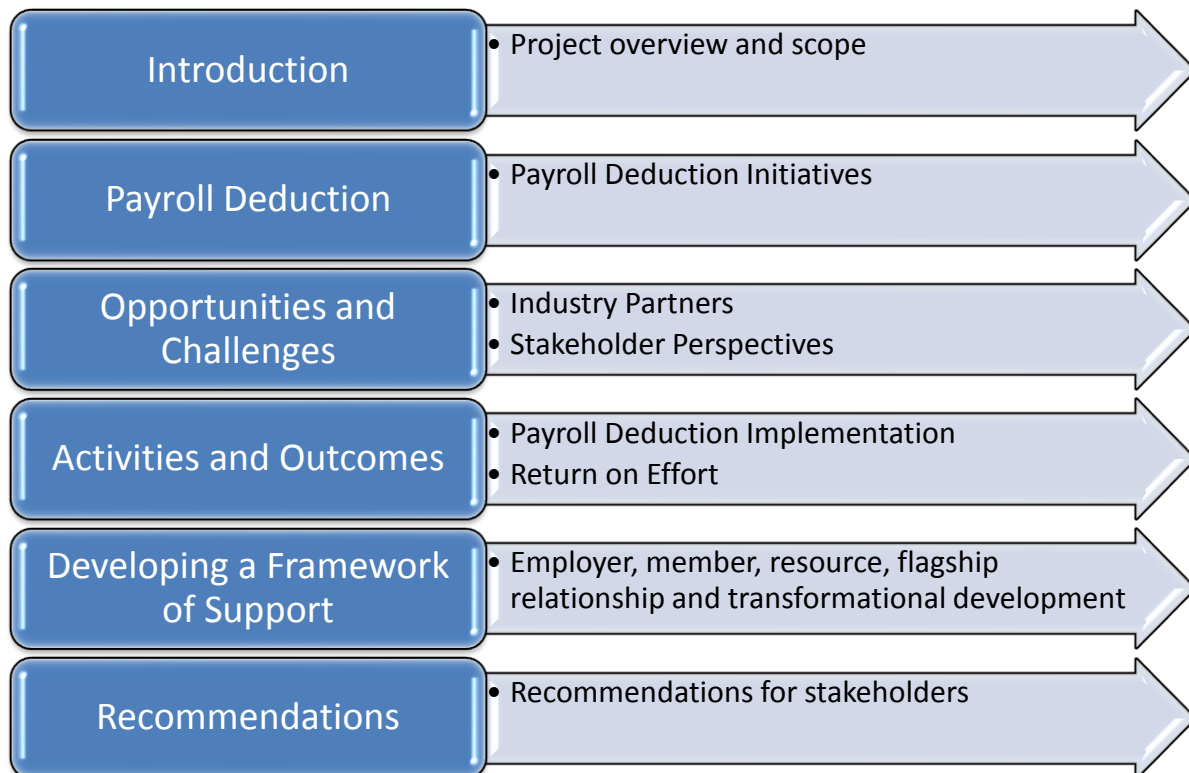 Introduction
• Project overview and scope
Payroll Deduction
• Payroll Deduction Initiatives
Opportunities and
Challenges
• Industry Partners
• Stakeholder Perspectives
Activities and Outcomes
• Payroll Deduction Implementation
• Return on Effort
Developing a Framework
of Support
• Employer, member, resource, flagship
relationship and transformational development
Recommendations
• Recommendations for stakeholders